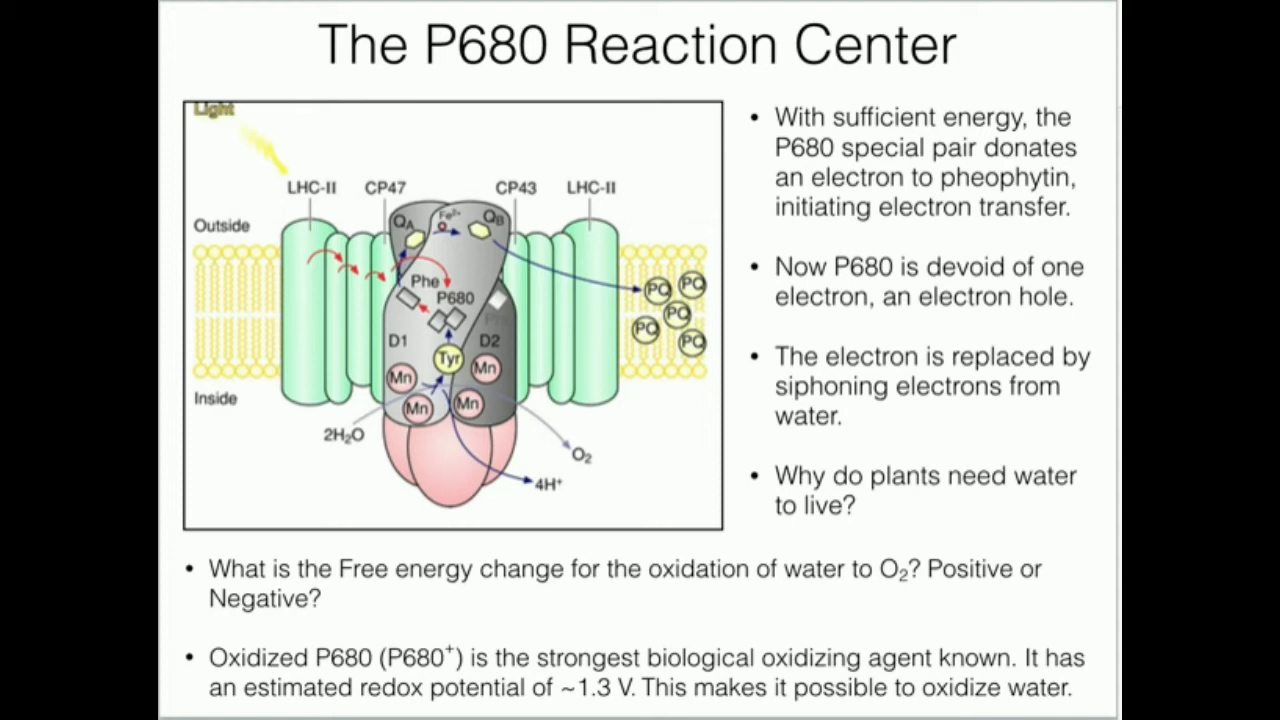 The P680 Reaction Center
Light
LHC-II
CP47
CP43
LHC-II
Outside
QA
Fe2+
QB
Phe
P680
PQ
PQ
PQ
PQ
PQ
D1
D2
Tyr
Mn
Mn
Mn
Mn
Inside
2H₂O
O₂
4H⁺
• With sufficient energy, the
P680 special pair donates
an electron to pheophytin,
initiating electron transfer.
• Now P680 is devoid of one
electron, an electron hole.
• The electron is replaced by
siphoning electrons from
water.
• Why do plants need water
to live?
• What is the Free energy change for the oxidation of water to O₂? Positive or
Negative?
• Oxidized P680 (P680⁺) is the strongest biological oxidizing agent known. It has
an estimated redox potential of ~1.3 V. This makes it possible to oxidize water.